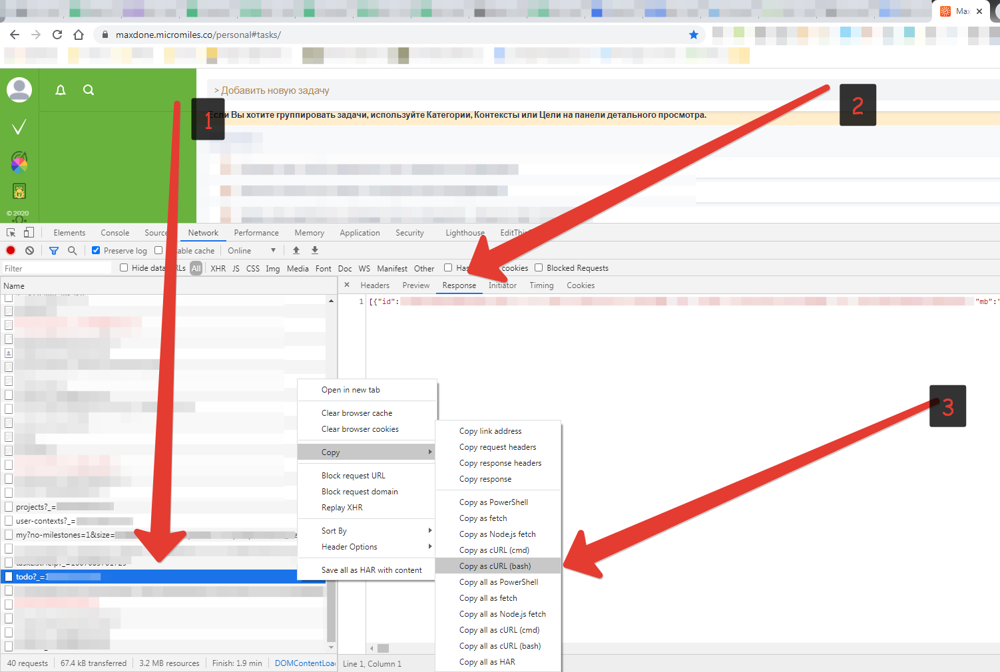 Max
maxdone.micromiles.co/personal#tasks/
> Добавить новую задачу
1
2
Если Вы хотите группировать задачи, используйте Категории, Контексты или Цели на панели детального просмотра.
© 2020
Elements Console Network Performance Memory Application Security Lighthouse
Preserve log cache Online
Filter Hide All XHR JS CSS Img Media Font Doc WS Manifest Other cookies Blocked Requests
Name
Headers Preview Response Initiator Timing Cookies
1 [{"id": "mb":"
Open in new tab
Clear browser cache
Clear browser cookies
Copy
Block request URL
Block request domain
Replay XHR
Sort By
Header Options
Save all as HAR with content
3
Copy link address
Copy request headers
Copy response headers
Copy response
Copy as PowerShell
Copy as fetch
Copy as Node.js fetch
Copy as cURL (cmd)
Copy as cURL (bash)
Copy all as PowerShell
Copy all as fetch
Copy all as Node.js fetch
Copy all as cURL (cmd)
Copy all as cURL (bash)
Copy all as HAR
projects?_=
user-contexts?_=
my?no-milestones=1&size=
todo?_=1
40 requests 67.4 kB transferred 3.2 MB resources Finish: 1.9 min DOMContentLoa
Line 1, Column 1